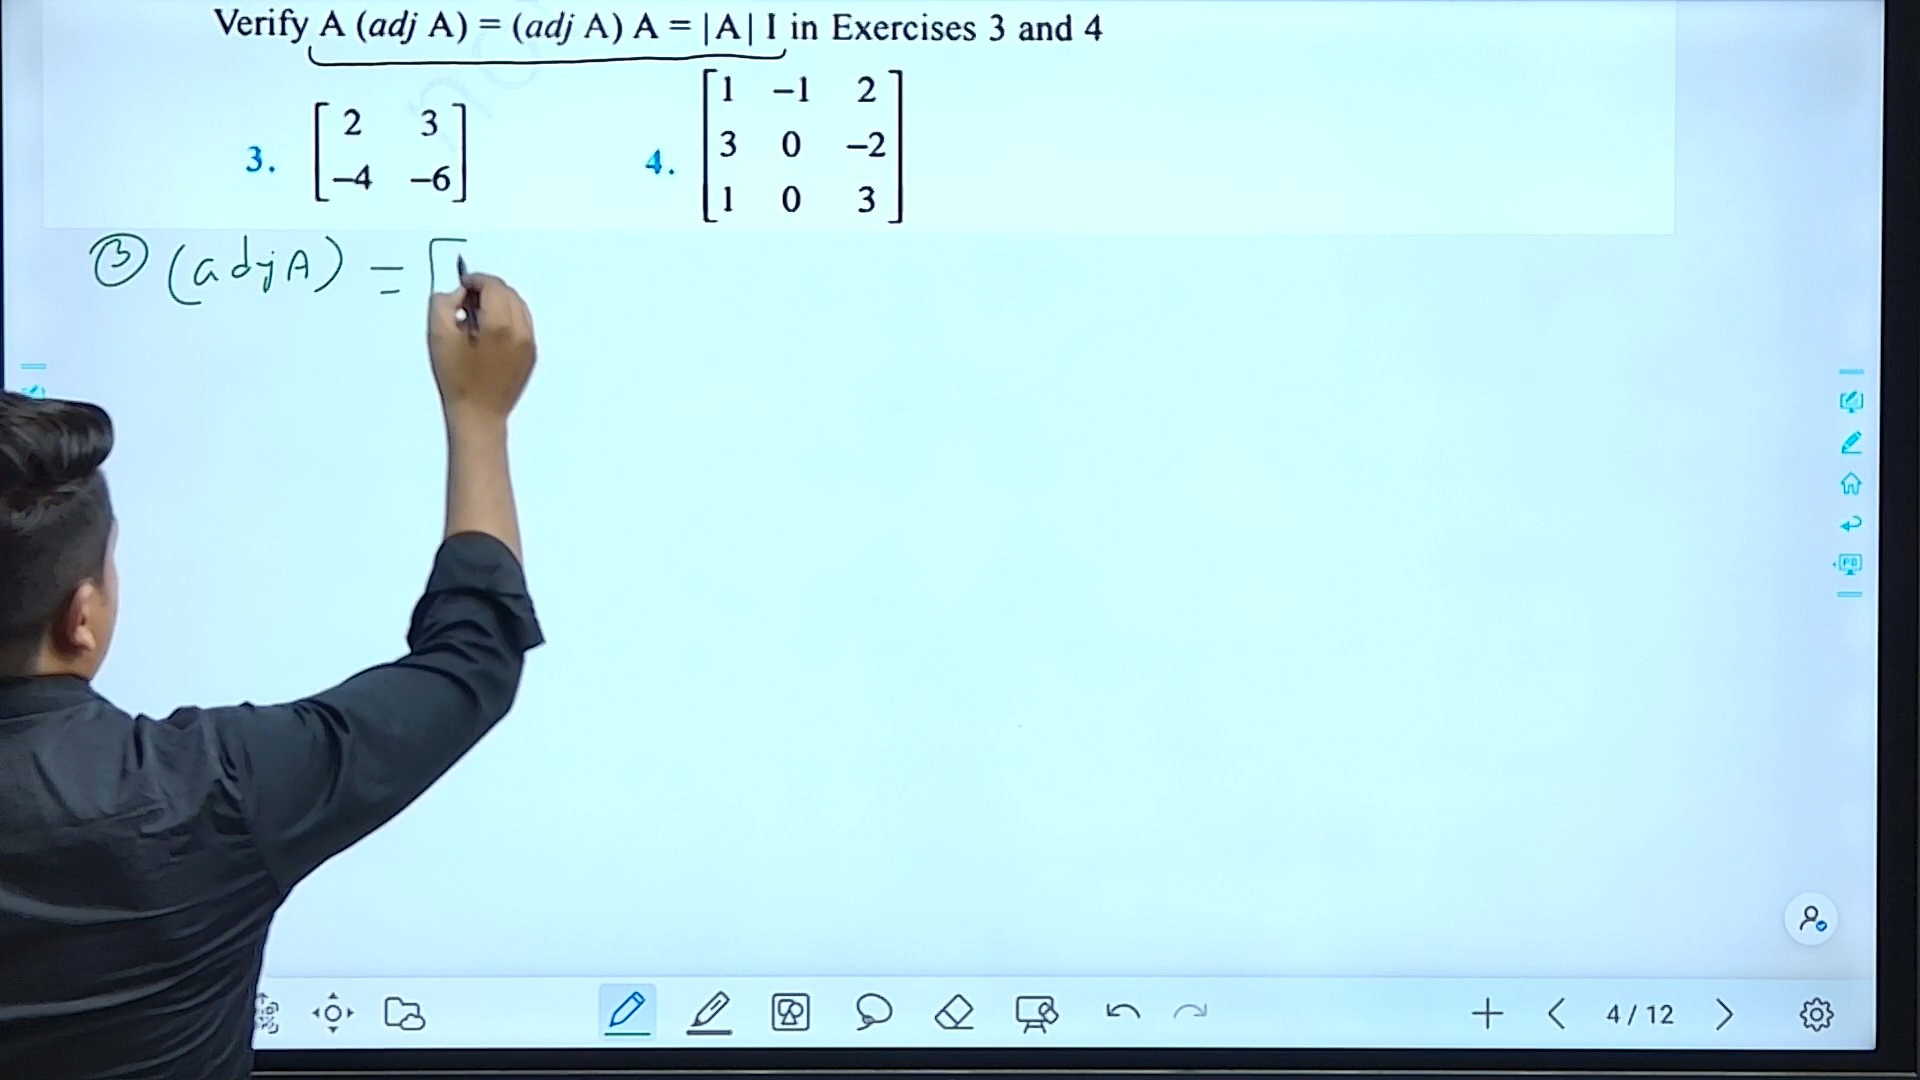 Verify A (adj A) = (adj A) A = |A| I in Exercises 3 and 4
3. [2 3
-4 -6]
4. [1 -1 2
3 0 -2
1 0 3]
③ (adj A) = [
4 / 12